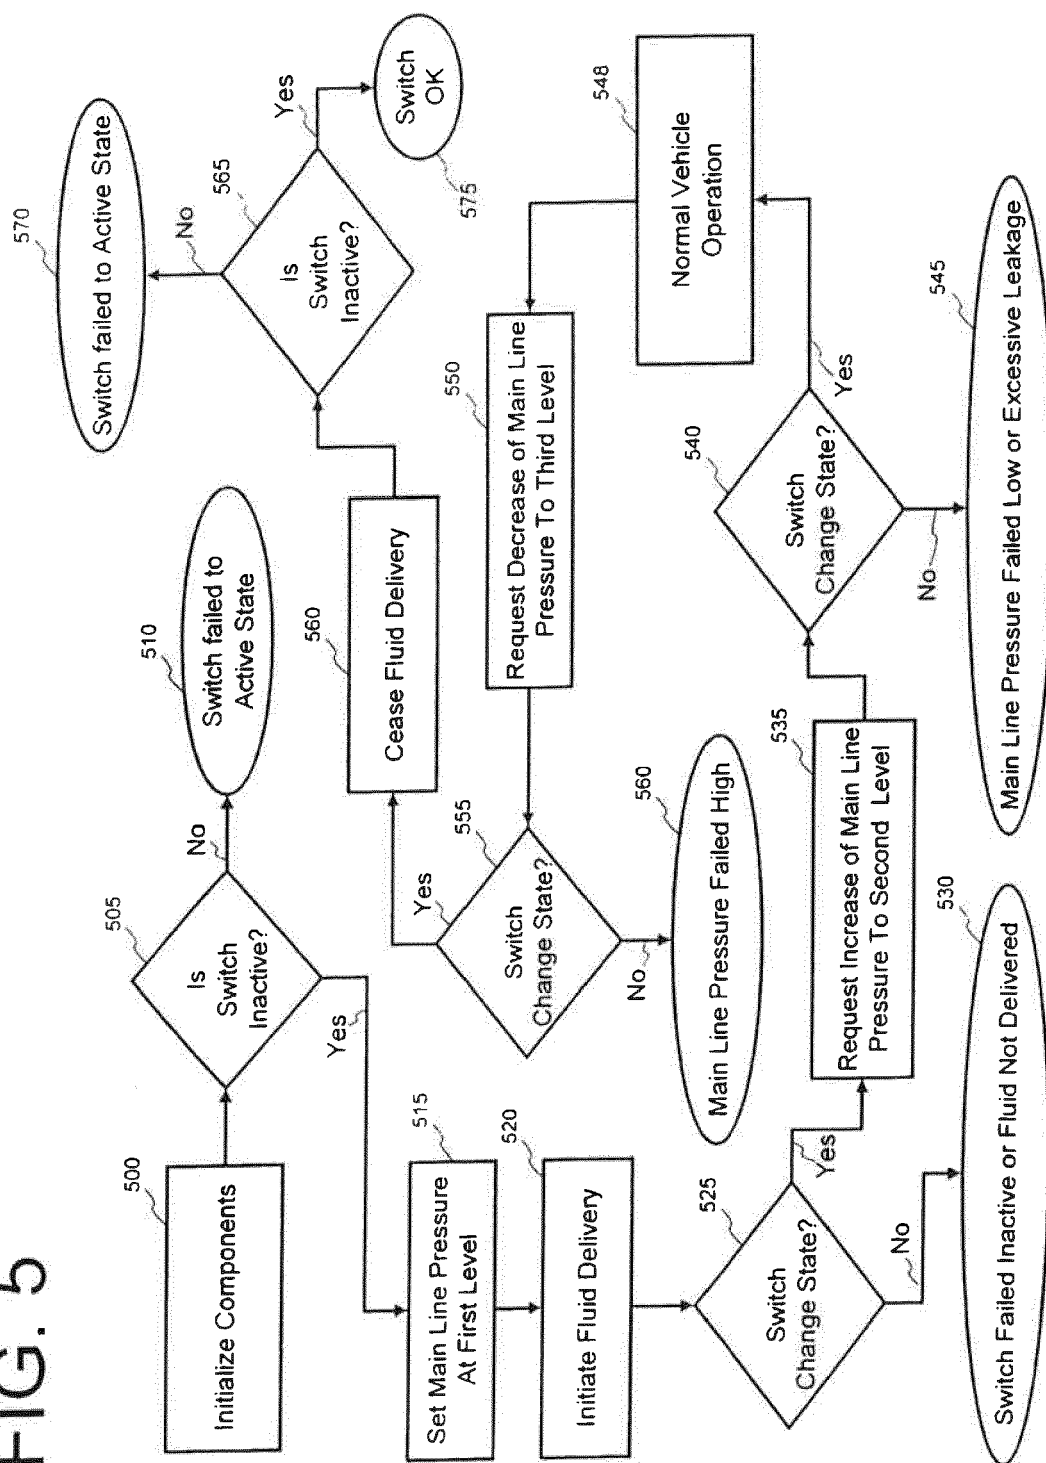 FIG. 5
500
Initialize Components
505
Is
Switch
Inactive?
No
510
Switch failed to
Active State
Yes
515
Set Main Line Pressure
At First Level
520
Initiate Fluid Delivery
525
Switch
Change State?
No
530
Switch Failed Inactive or Fluid Not Delivered
Yes
535
Request Increase of Main Line
Pressure To Second Level
540
Switch
Change State?
No
545
Main Line Pressure Failed Low or Excessive Leakage
Yes
548
Normal Vehicle
Operation
550
Request Decrease of Main Line
Pressure To Third Level
555
Switch
Change State?
No
560
Main Line Pressure Failed High
Yes
560
Cease Fluid Delivery
565
Is
Switch
Inactive?
No
570
Switch failed to Active State
Yes
575
Switch
OK